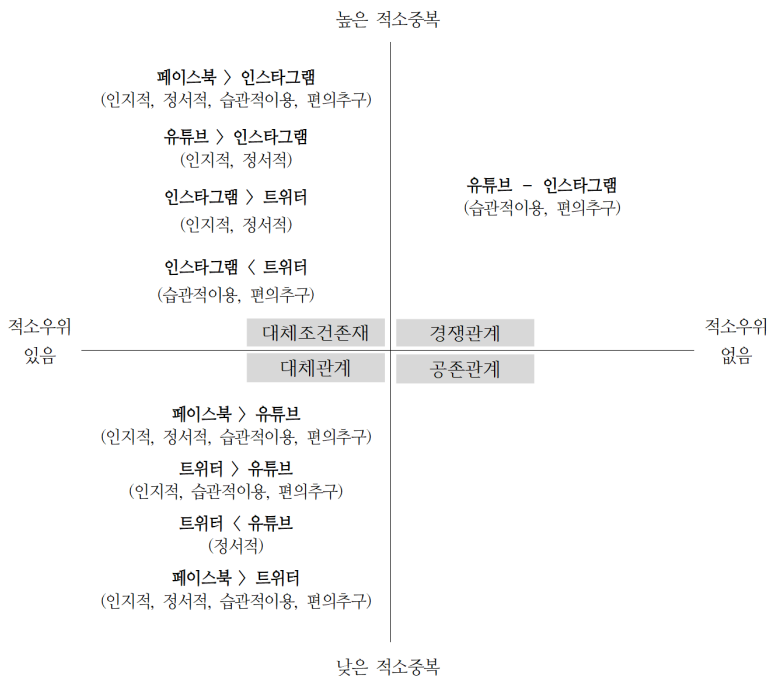 높은 적소중복
페이스북 > 인스타그램
(인지적, 정서적, 습관적이용, 편의추구)
유튜브 > 인스타그램
(인지적, 정서적)
인스타그램 > 트위터
(인지적, 정서적)
인스타그램 < 트위터
(습관적이용, 편의추구)
유튜브 - 인스타그램
(습관적이용, 편의추구)
적소우위
있음
대체조건존재
경쟁관계
대체관계
공존관계
적소우위
없음
페이스북 > 유튜브
(인지적, 정서적, 습관적이용, 편의추구)
트위터 > 유튜브
(인지적, 습관적이용, 편의추구)
트위터 < 유튜브
(정서적)
페이스북 > 트위터
(인지적, 정서적, 습관적이용, 편의추구)
낮은 적소중복